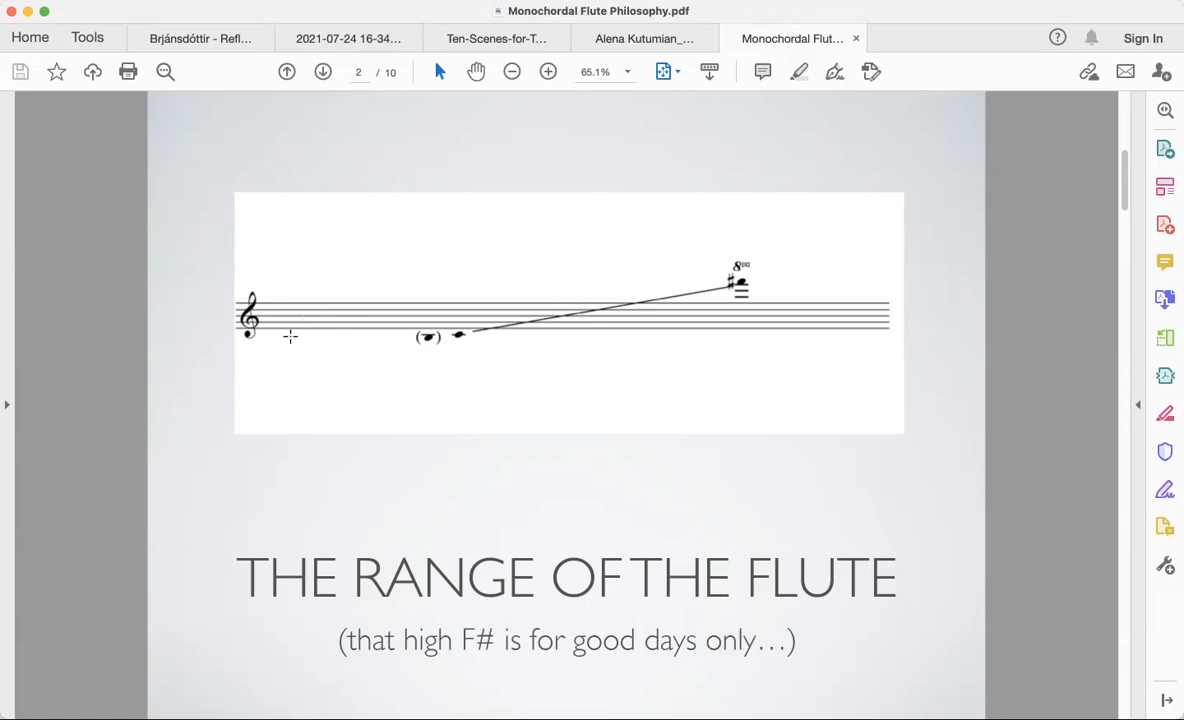 Monochordal Flute Philosophy.pdf
Home Tools Brjánsdóttir - Refl... 2021-07-24 16-34... Ten-Scenes-for-T... Alena Kutumian_... Monochordal Flut... × Sign In
2 / 10 65.1%
8va
THE RANGE OF THE FLUTE
(that high F# is for good days only...)